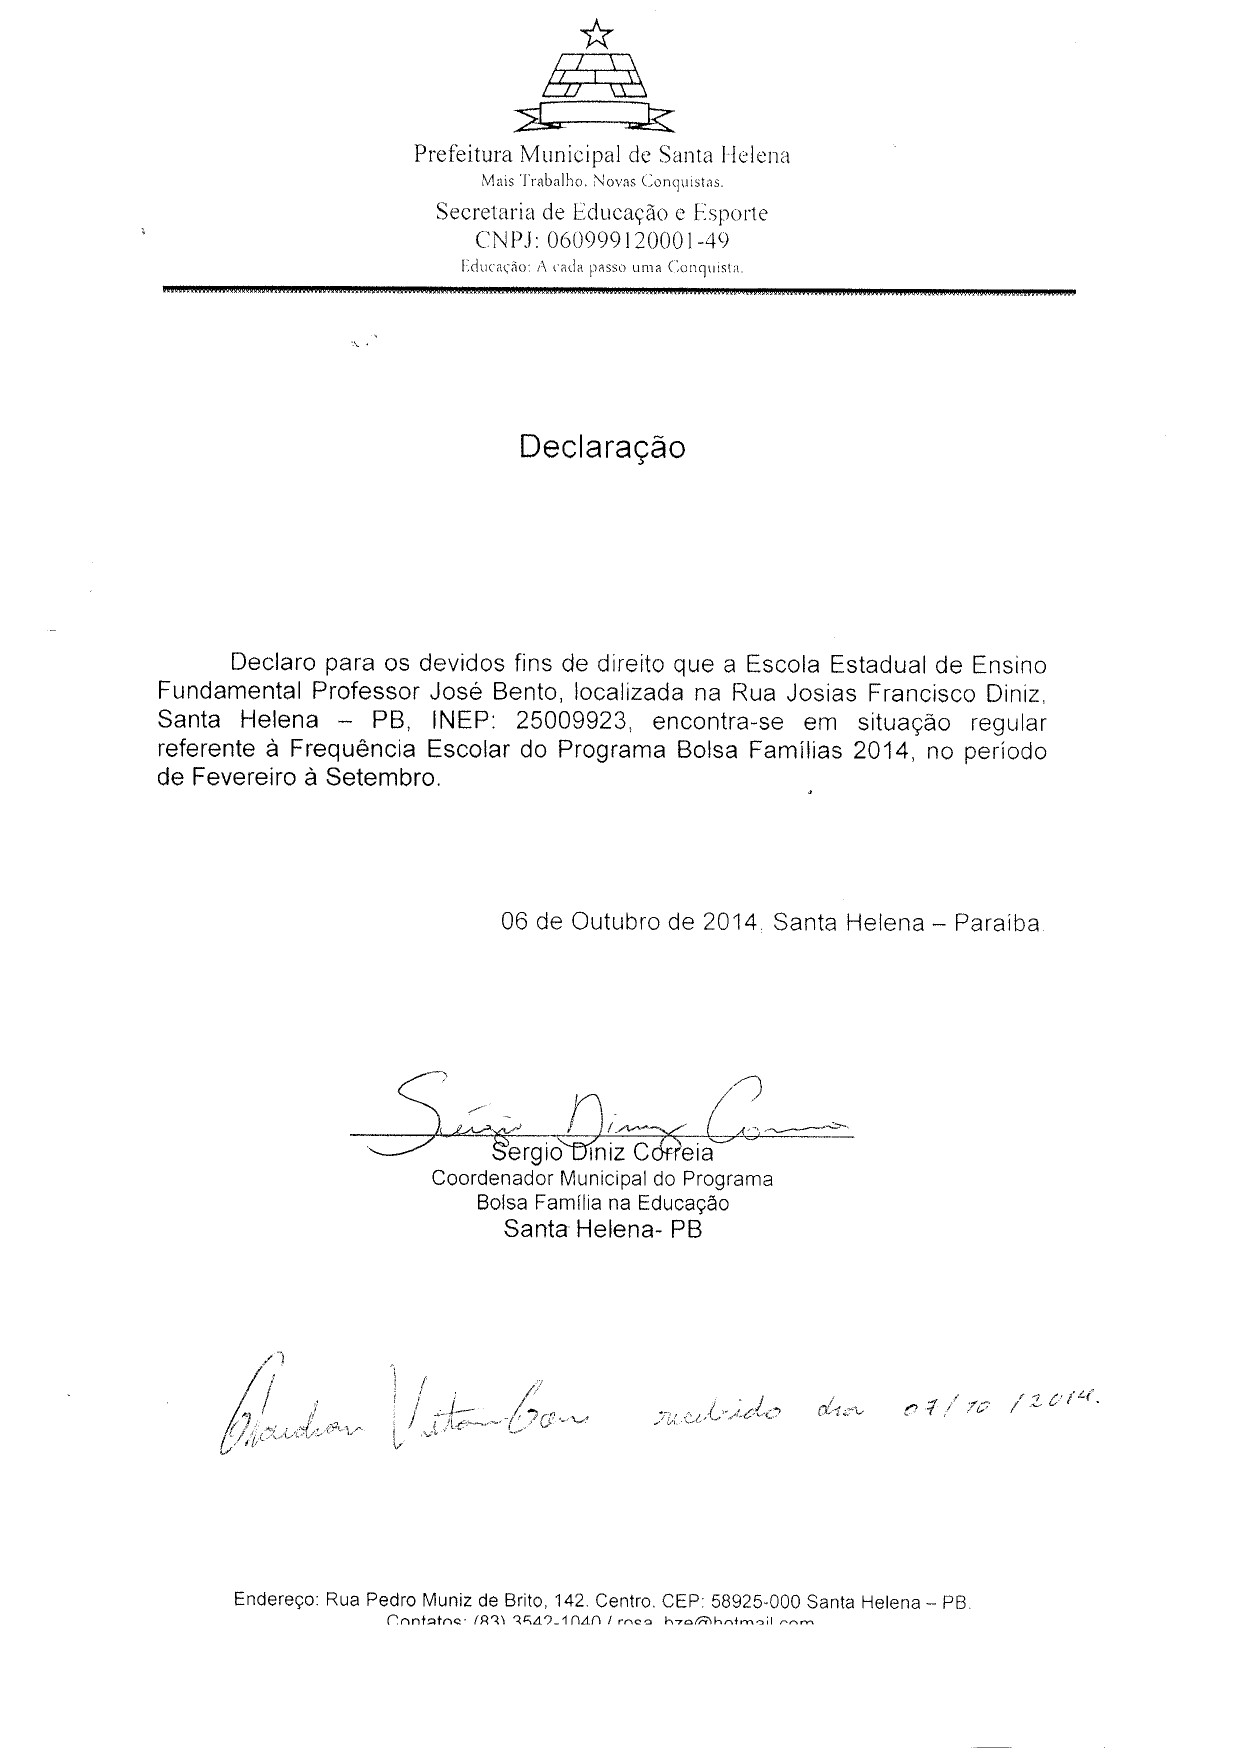 Prefeitura Municipal de Santa Helena
Mais Trabalho. Novas Conquistas.
Secretaria de Educação e Esporte
CNPJ: 060999120001-49
Educação: A cada passo uma Conquista.
Declaração
Declaro para os devidos fins de direito que a Escola Estadual de Ensino
Fundamental Professor José Bento, localizada na Rua Josias Francisco Diniz,
Santa Helena – PB, INEP: 25009923, encontra-se em situação regular
referente à Frequência Escolar do Programa Bolsa Famílias 2014, no período
de Fevereiro à Setembro.
06 de Outubro de 2014. Santa Helena – Paraíba.
Sérgio Diniz Correia
Sergio Diniz Correia
Coordenador Municipal do Programa
Bolsa Família na Educação
Santa Helena- PB
recebido dia 07/10/2014.
Endereço: Rua Pedro Muniz de Brito, 142. Centro. CEP: 58925-000 Santa Helena – PB.
Contatos: (83) 3542-1040 / rosa_bze@hotmail.com